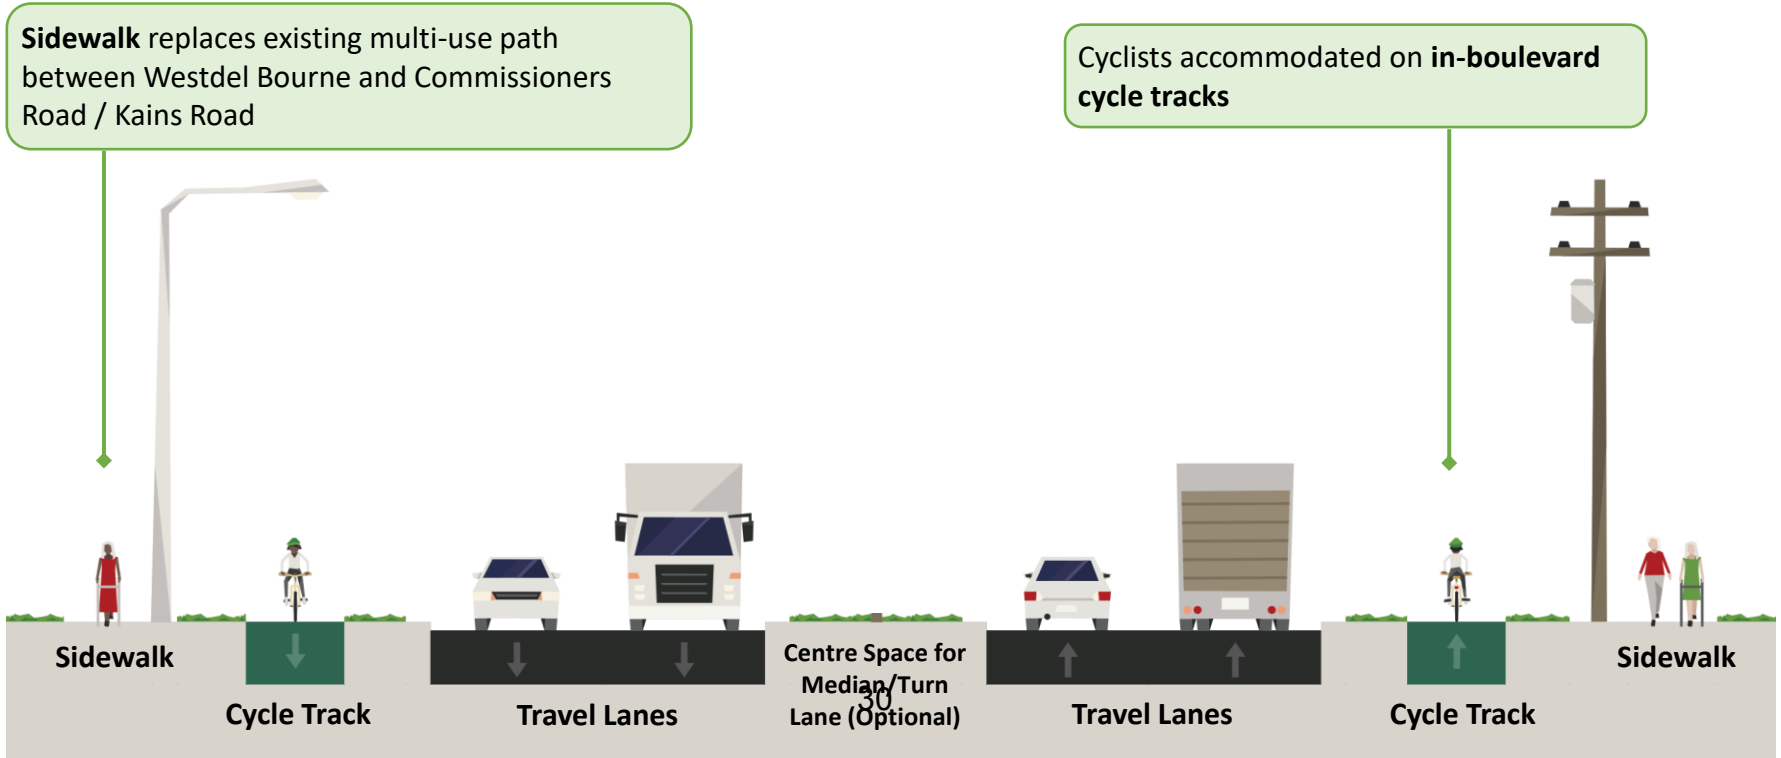 Sidewalk replaces existing multi-use path
between Westdel Bourne and Commissioners
Road / Kains Road
Cyclists accommodated on in-boulevard
cycle tracks
Sidewalk
Cycle Track
Travel Lanes
Centre Space for
Median/Turn
Lane (Optional)
30
Travel Lanes
Cycle Track
Sidewalk